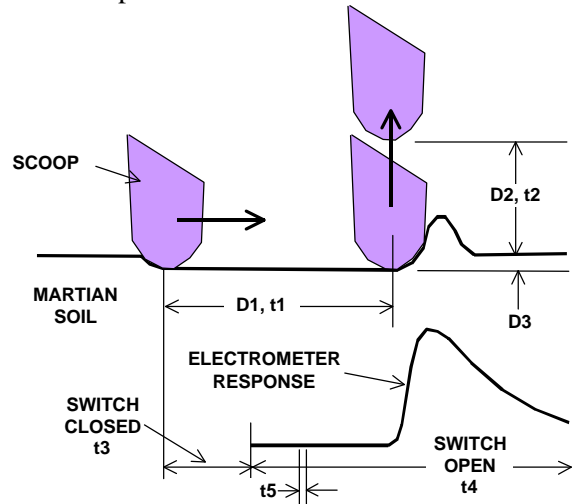 SCOOP
D2, t2
MARTIAN
SOIL
D1, t1
D3
ELECTROMETER
RESPONSE
SWITCH
CLOSED
t3
SWITCH
OPEN
t4
t5